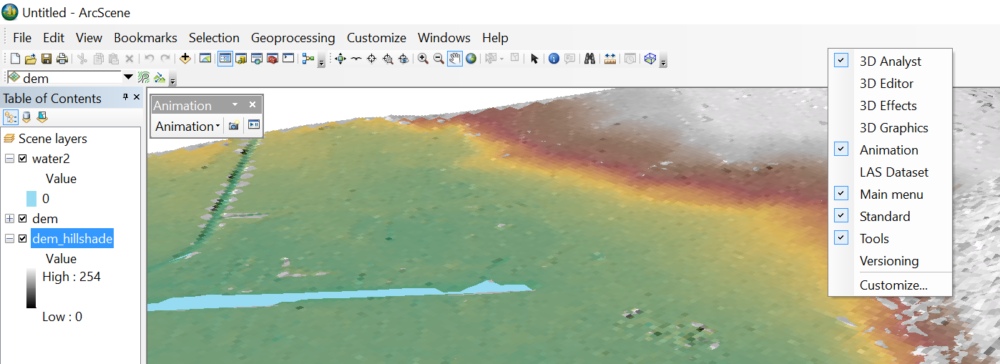 Untitled - ArcScene
File Edit View Bookmarks Selection Geoprocessing Customize Windows Help
dem
Table of Contents
Scene layers
water2
Value
0
dem
dem_hillshade
Value
High : 254
Low : 0
Animation
Animation
3D Analyst
3D Editor
3D Effects
3D Graphics
Animation
LAS Dataset
Main menu
Standard
Tools
Versioning
Customize...